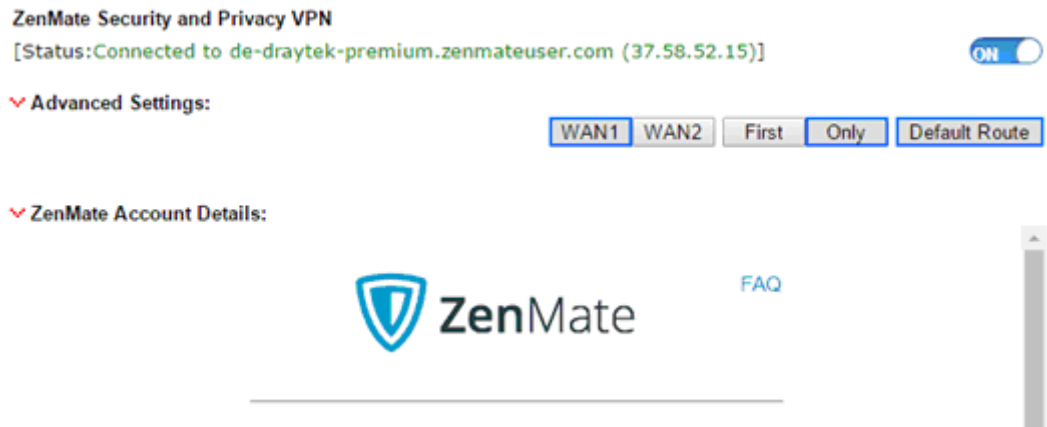 ZenMate Security and Privacy VPN
[Status:Connected to de-draytek-premium.zenmateuser.com (37.58.52.15)]
ON
Advanced Settings:
WAN1 WAN2 First Only Default Route
ZenMate Account Details:
FAQ
ZenMate